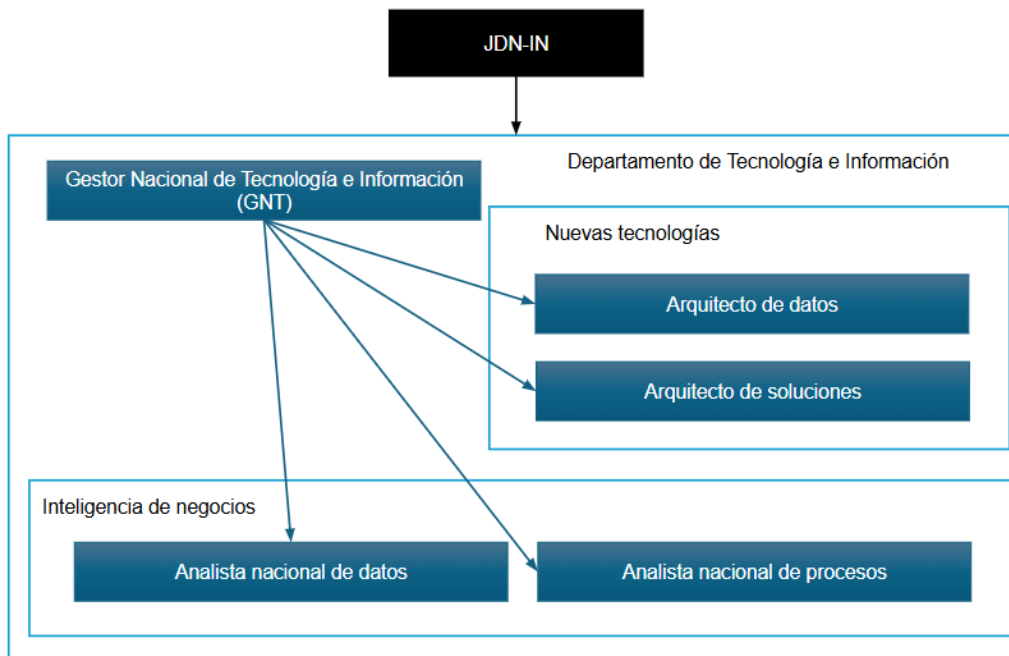 JDN-IN
Departamento de Tecnología e Información
Gestor Nacional de Tecnología e Información
(GNT)
Nuevas tecnologías
Arquitecto de datos
Arquitecto de soluciones
Inteligencia de negocios
Analista nacional de datos
Analista nacional de procesos